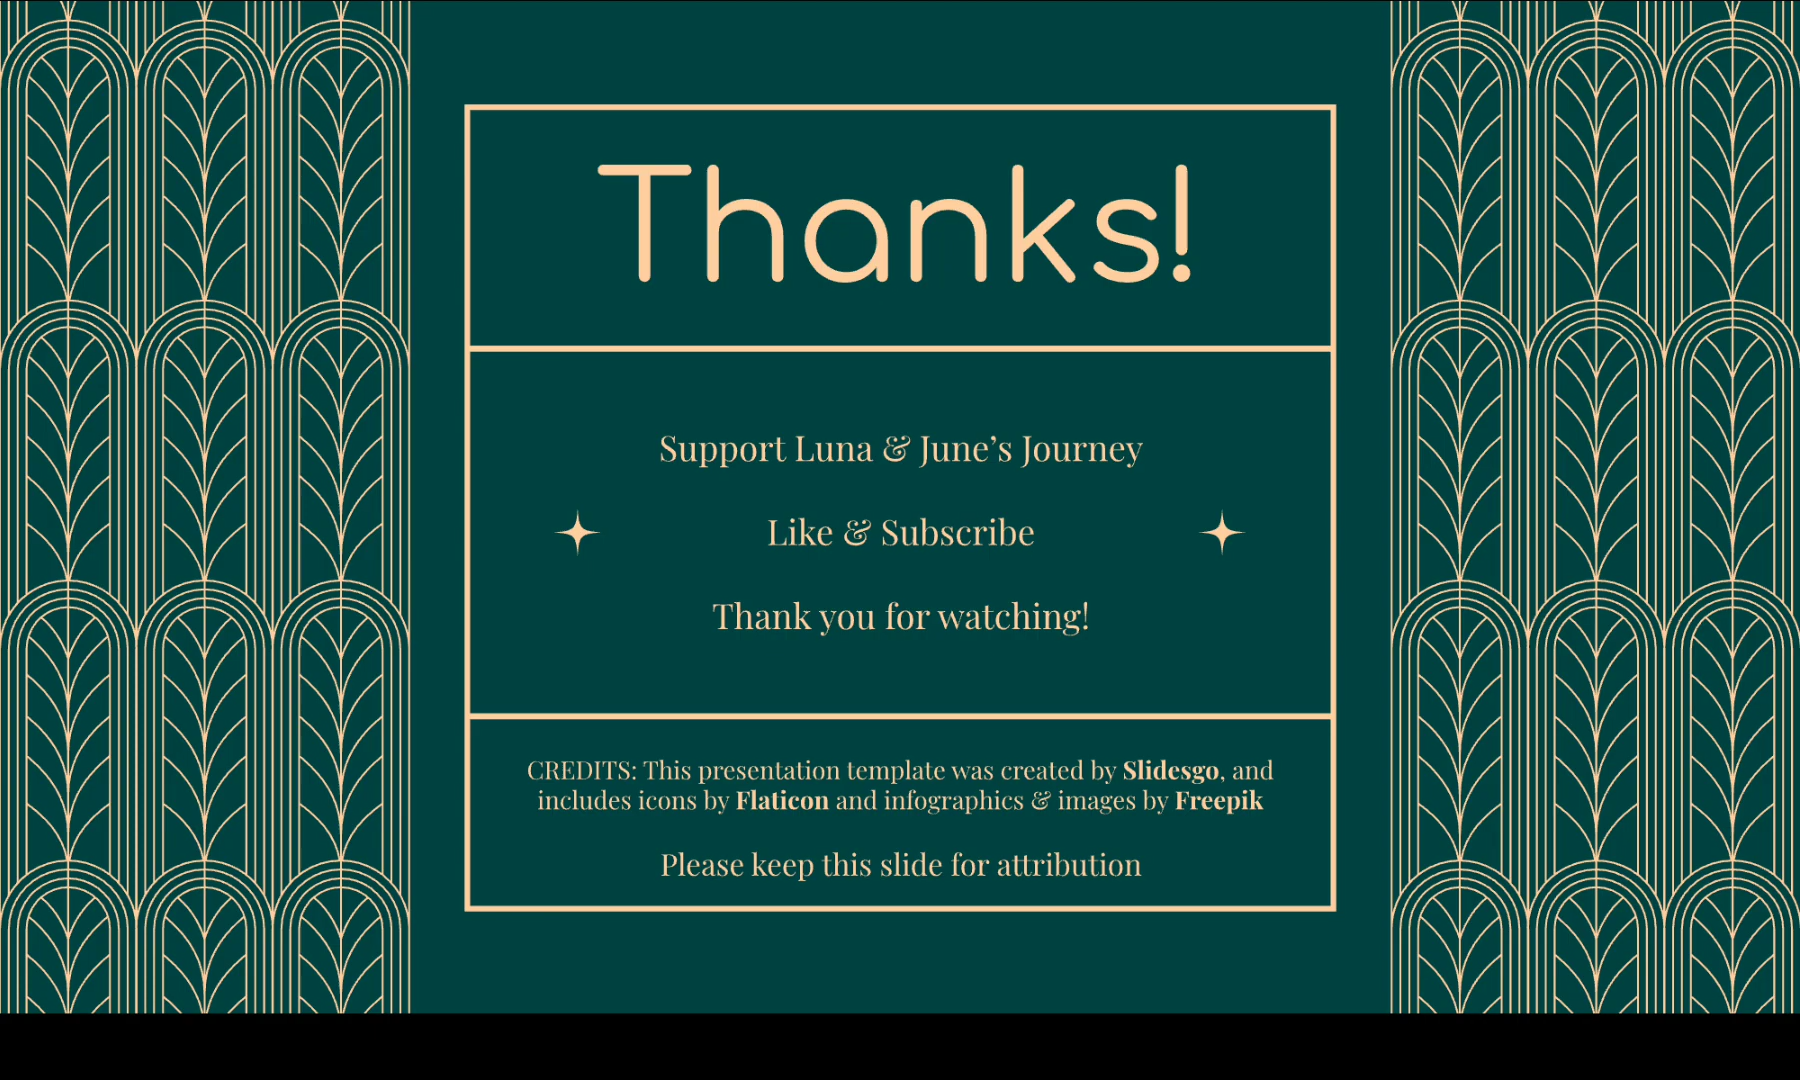 Thanks!
Support Luna & June’s Journey
Like & Subscribe
Thank you for watching!
CREDITS: This presentation template was created by Slidesgo, and
includes icons by Flaticon and infographics & images by Freepik
Please keep this slide for attribution